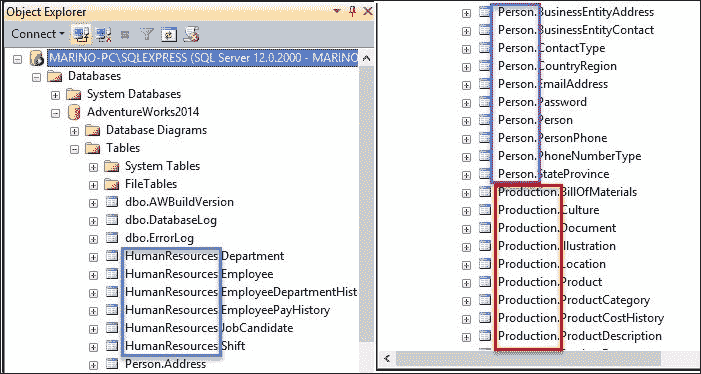 Object Explorer
Connect
MARINO-PC\SQLEXPRESS (SQL Server 12.0.2000 - MARINO
Databases
System Databases
AdventureWorks2014
Database Diagrams
Tables
System Tables
FileTables
dbo.AWBuildVersion
dbo.DatabaseLog
dbo.ErrorLog
HumanResources.Department
HumanResources.Employee
HumanResources.EmployeeDepartmentHist
HumanResources.EmployeePayHistory
HumanResources.JobCandidate
HumanResources.Shift
Person.Address
Person.BusinessEntityAddress
Person.BusinessEntityContact
Person.ContactType
Person.CountryRegion
Person.EmailAddress
Person.Password
Person.Person
Person.PersonPhone
Person.PhoneNumberType
Person.StateProvince
Production.BillOfMaterials
Production.Culture
Production.Document
Production.Illustration
Production.Location
Production.Product
Production.ProductCategory
Production.ProductCostHistory
Production.ProductDescription